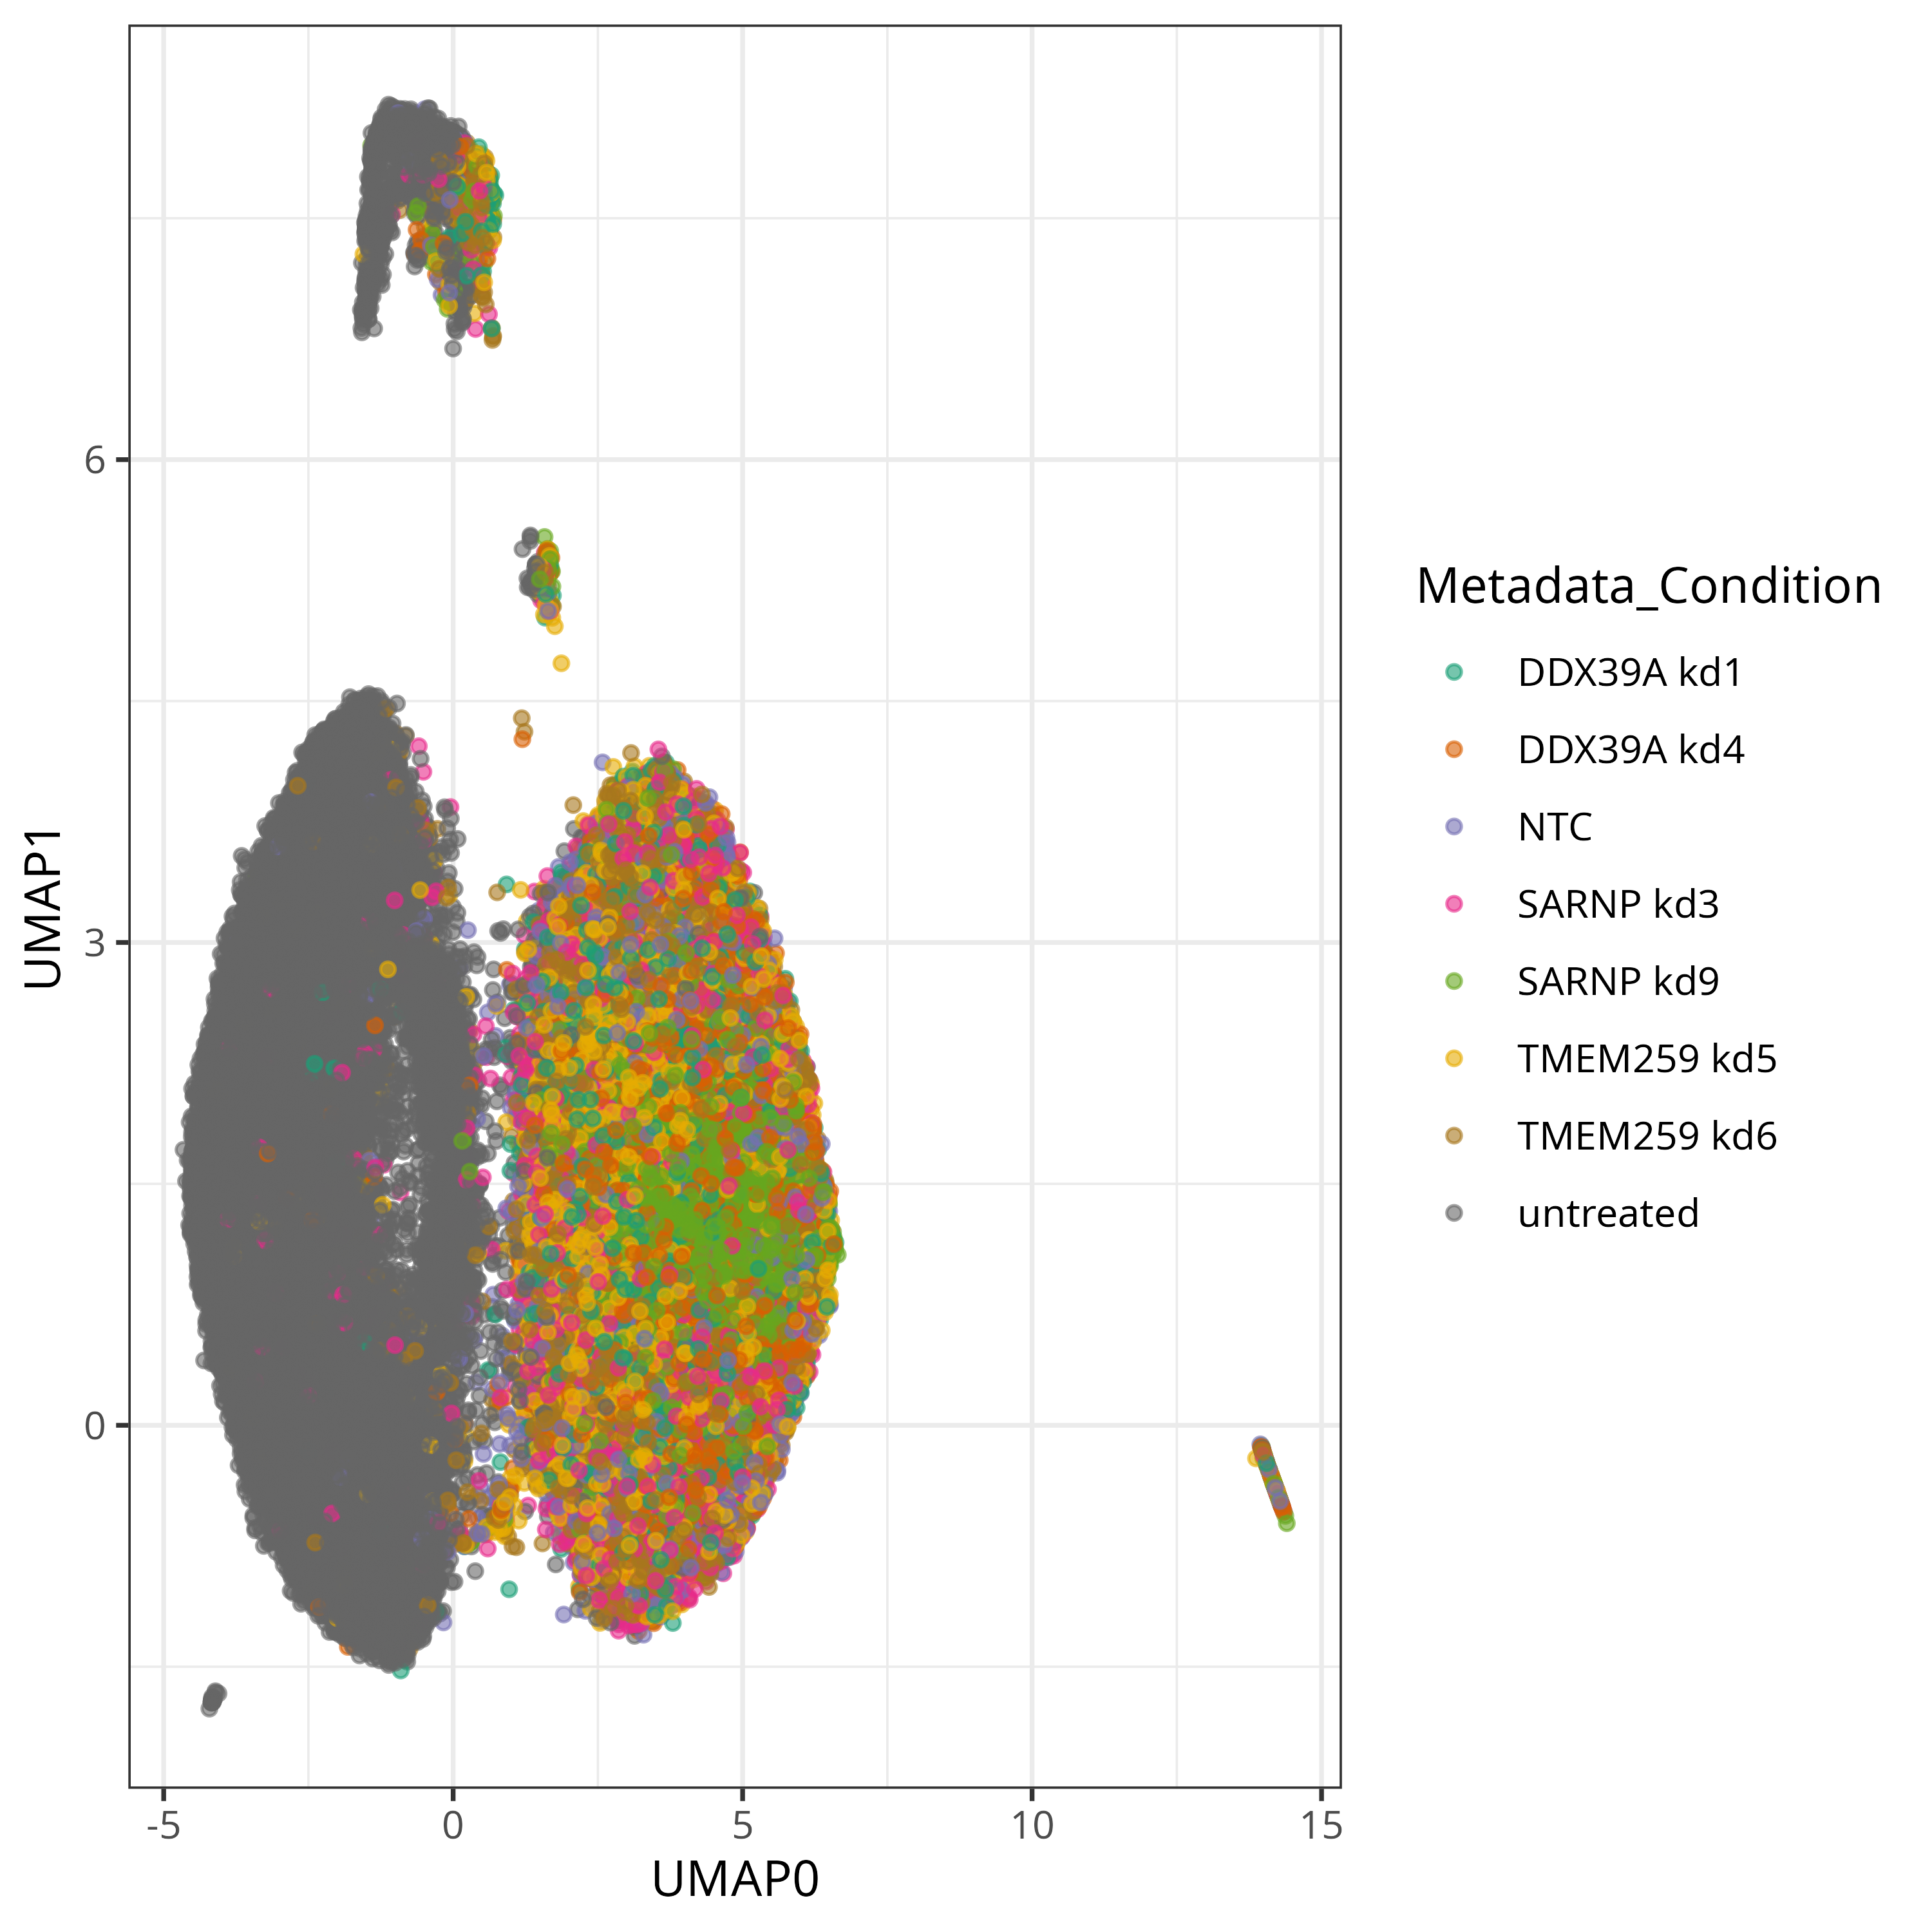 6
3
0
UMAP1
-5 0 5 10 15
UMAP0
Metadata_Condition
DDX39A kd1
DDX39A kd4
NTC
SARNP kd3
SARNP kd9
TMEM259 kd5
TMEM259 kd6
untreated